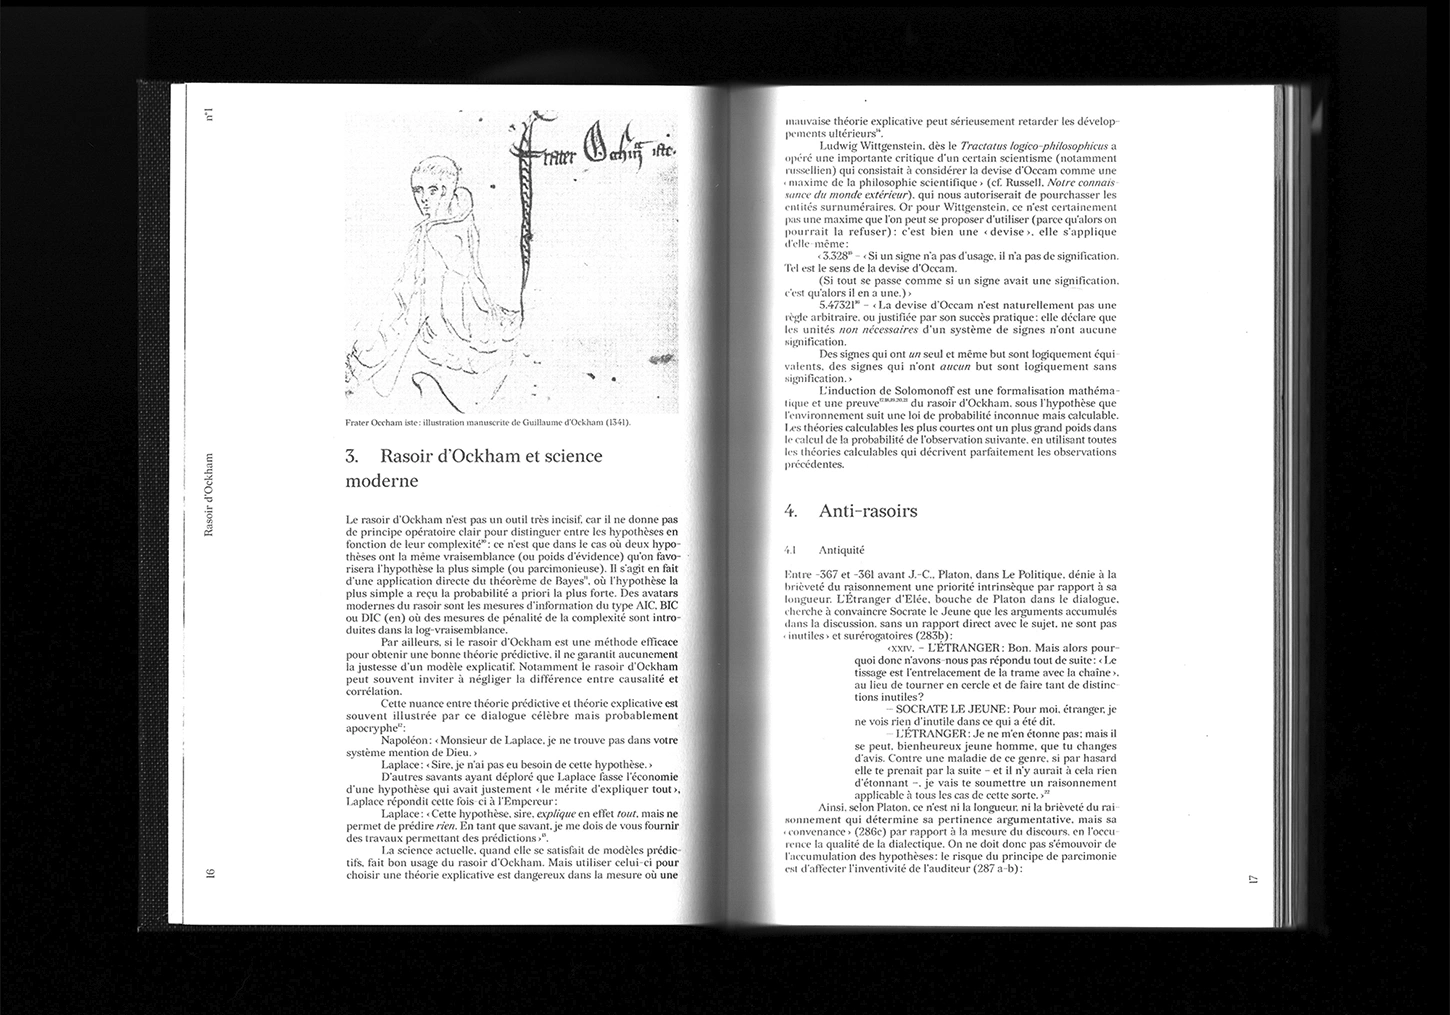 n°1
Rasoir d'Ockham
16
frater Occham iste.
Frater Occham iste : illustration manuscrite de Guillaume d'Ockham (1341).
3. Rasoir d'Ockham et science
moderne
Le rasoir d'Ockham n'est pas un outil très incisif, car il ne donne pas
de principe opératoire clair pour distinguer entre les hypothèses en
fonction de leur complexité¹⁰ : ce n'est que dans le cas où deux hypo-
thèses ont la même vraisemblance (ou poids d'évidence) qu'on favo-
risera l'hypothèse la plus simple (ou parcimonieuse). Il s'agit en fait
d'une application directe du théorème de Bayes¹¹, où l'hypothèse la
plus simple a reçu la probabilité a priori la plus forte. Des avatars
modernes du rasoir sont les mesures d'information du type AIC, BIC
ou DIC (en) où des mesures de pénalité de la complexité sont intro-
duites dans la log-vraisemblance.
Par ailleurs, si le rasoir d'Ockham est une méthode efficace
pour obtenir une bonne théorie prédictive, il ne garantit aucunement
la justesse d'un modèle explicatif. Notamment le rasoir d'Ockham
peut souvent inviter à négliger la différence entre causalité et
corrélation.
Cette nuance entre théorie prédictive et théorie explicative est
souvent illustrée par ce dialogue célèbre mais probablement
apocryphe¹² :
Napoléon : ‹ Monsieur de Laplace, je ne trouve pas dans votre
système mention de Dieu. ›
Laplace : ‹ Sire, je n'ai pas eu besoin de cette hypothèse. ›
D'autres savants ayant déploré que Laplace fasse l'économie
d'une hypothèse qui avait justement ‹ le mérite d'expliquer tout ›,
Laplace répondit cette fois-ci à l'Empereur :
Laplace : ‹ Cette hypothèse, sire, explique en effet tout, mais ne
permet de prédire rien. En tant que savant, je me dois de vous fournir
des travaux permettant des prédictions ›¹³.
La science actuelle, quand elle se satisfait de modèles prédic-
tifs, fait bon usage du rasoir d'Ockham. Mais utiliser celui-ci pour
choisir une théorie explicative est dangereux dans la mesure où une
mauvaise théorie explicative peut sérieusement retarder les dévelop-
pements ultérieurs¹⁴.
Ludwig Wittgenstein, dès le Tractatus logico-philosophicus a
opéré une importante critique d'un certain scientisme (notamment
russellien) qui consistait à considérer la devise d'Occam comme une
‹ maxime de la philosophie scientifique › (cf. Russell, Notre connais-
sance du monde extérieur), qui nous autoriserait de pourchasser les
entités surnuméraires. Or pour Wittgenstein, ce n'est certainement
pas une maxime que l'on peut se proposer d'utiliser (parce qu'alors on
pourrait la refuser) : c'est bien une ‹ devise ›, elle s'applique
d'elle-même :
‹ 3.328¹⁵ – ‹ Si un signe n'a pas d'usage, il n'a pas de signification.
Tel est le sens de la devise d'Occam.
(Si tout se passe comme si un signe avait une signification,
c'est qu'alors il en a une.) ›
5.47321¹⁶ – ‹ La devise d'Occam n'est naturellement pas une
règle arbitraire, ou justifiée par son succès pratique : elle déclare que
les unités non nécessaires d'un système de signes n'ont aucune
signification.
Des signes qui ont un seul et même but sont logiquement équi-
valents, des signes qui n'ont aucun but sont logiquement sans
signification. ›
L'induction de Solomonoff est une formalisation mathéma-
tique et une preuve¹⁷,¹⁸,¹⁹,²⁰,²¹ du rasoir d'Ockham, sous l'hypothèse que
l'environnement suit une loi de probabilité inconnue mais calculable.
Les théories calculables les plus courtes ont un plus grand poids dans
le calcul de la probabilité de l'observation suivante, en utilisant toutes
les théories calculables qui décrivent parfaitement les observations
précédentes.
4. Anti-rasoirs
4.1 Antiquité
Entre -367 et -361 avant J.-C., Platon, dans Le Politique, dénie à la
brièveté du raisonnement une priorité intrinsèque par rapport à sa
longueur. L'Étranger d'Élée, bouche de Platon dans le dialogue,
cherche à convaincre Socrate le Jeune que les arguments accumulés
dans la discussion, sans un rapport direct avec le sujet, ne sont pas
‹ inutiles › et surérogatoires (283b) :
‹XXIV. – L'ÉTRANGER : Bon. Mais alors pour-
quoi donc n'avons-nous pas répondu tout de suite : ‹ Le
tissage est l'entrelacement de la trame avec la chaîne ›,
au lieu de tourner en cercle et de faire tant de distinc-
tions inutiles ?
– SOCRATE LE JEUNE : Pour moi, étranger, je
ne vois rien d'inutile dans ce qui a été dit.
– L'ÉTRANGER : Je ne m'en étonne pas ; mais il
se peut, bienheureux jeune homme, que tu changes
d'avis. Contre une maladie de ce genre, si par hasard
elle te prenait par la suite – et il n'y aurait à cela rien
d'étonnant –, je vais te soumettre un raisonnement
applicable à tous les cas de cette sorte. ›²²
Ainsi, selon Platon, ce n'est ni la longueur, ni la brièveté du rai-
sonnement qui détermine sa pertinence argumentative, mais sa
‹ convenance › (286c) par rapport à la mesure du discours, en l'occu-
rence la qualité de la dialectique. On ne doit donc pas s'émouvoir de
l'accumulation des hypothèses : le risque du principe de parcimonie
est d'affecter l'inventivité de l'auditeur (287 a-b) :
17